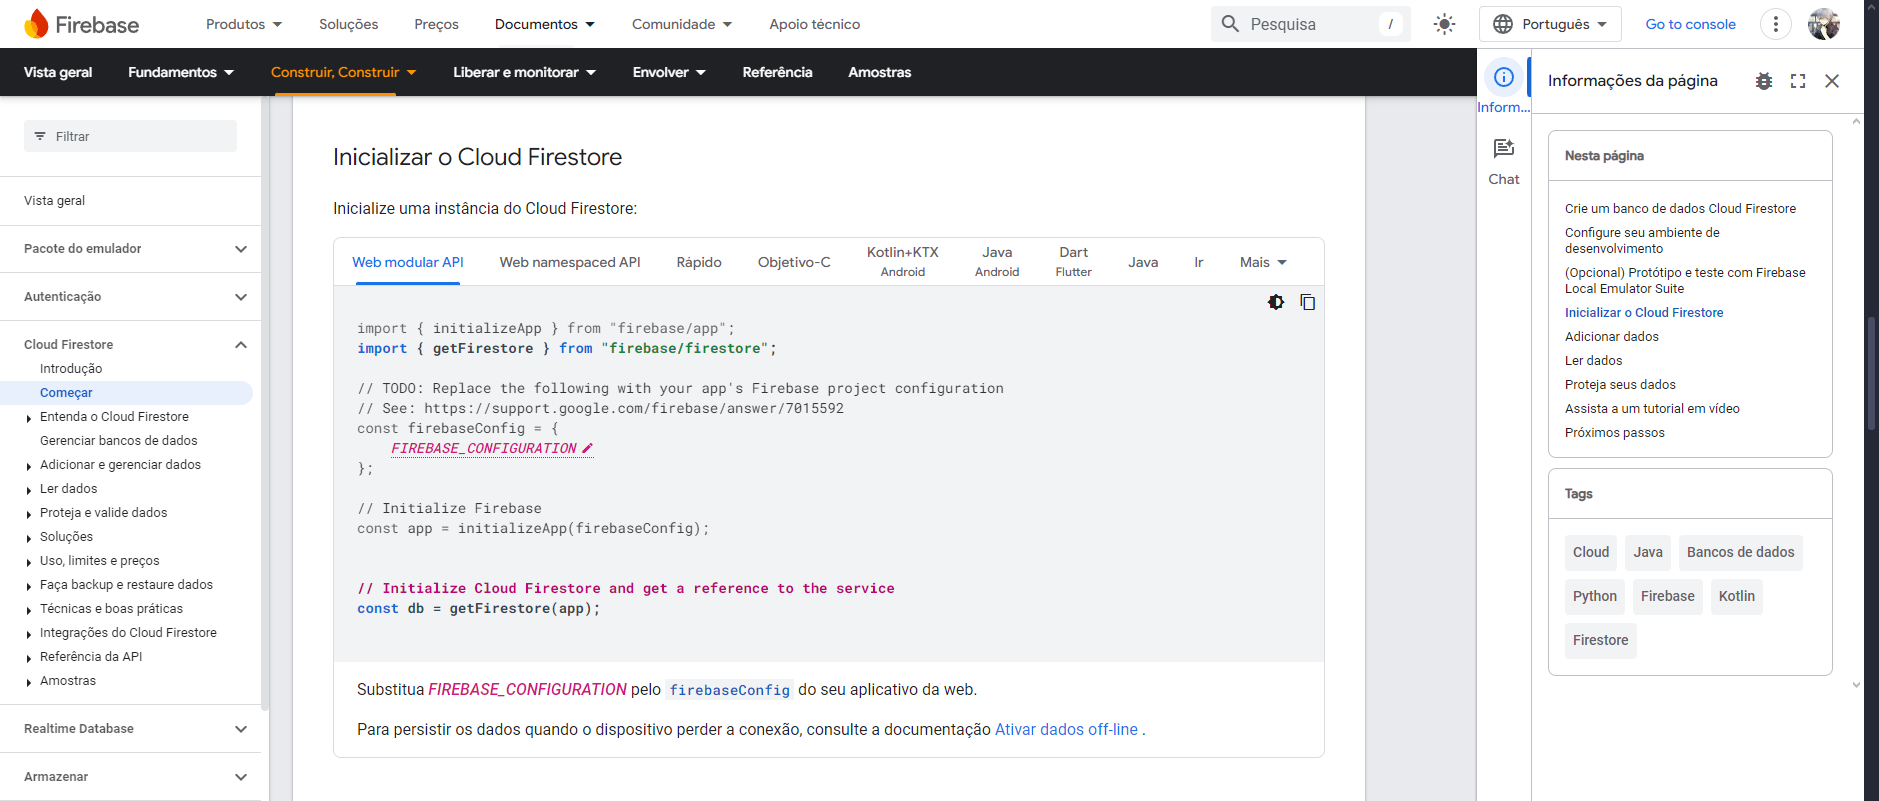 Firebase
Produtos
Soluções
Preços
Documentos
Comunidade
Apoio técnico
Pesquisa
/
Português
Go to console
Vista geral
Fundamentos
Construir, Construir
Liberar e monitorar
Envolver
Referência
Amostras
Filtrar
Vista geral
Pacote do emulador
Autenticação
Cloud Firestore
Introdução
Começar
Entenda o Cloud Firestore
Gerenciar bancos de dados
Adicionar e gerenciar dados
Ler dados
Proteja e valide dados
Soluções
Uso, limites e preços
Faça backup e restaure dados
Técnicas e boas práticas
Integrações do Cloud Firestore
Referência da API
Amostras
Realtime Database
Armazenar
Inicializar o Cloud Firestore
Inicialize uma instância do Cloud Firestore:
Web modular API
Web namespaced API
Rápido
Objetivo-C
Kotlin+KTX
Android
Java
Android
Dart
Flutter
Java
Ir
Mais
import { initializeApp } from "firebase/app";
import { getFirestore } from "firebase/firestore";
// TODO: Replace the following with your app's Firebase project configuration
// See: https://support.google.com/firebase/answer/7015592
const firebaseConfig = {
FIREBASE_CONFIGURATION
};
// Initialize Firebase
const app = initializeApp(firebaseConfig);
// Initialize Cloud Firestore and get a reference to the service
const db = getFirestore(app);
Substitua FIREBASE_CONFIGURATION pelo firebaseConfig do seu aplicativo da web.
Para persistir os dados quando o dispositivo perder a conexão, consulte a documentação Ativar dados off-line .
Inform...
Chat
Informações da página
Nesta página
Crie um banco de dados Cloud Firestore
Configure seu ambiente de
desenvolvimento
(Opcional) Protótipo e teste com Firebase
Local Emulator Suite
Inicializar o Cloud Firestore
Adicionar dados
Ler dados
Proteja seus dados
Assista a um tutorial em vídeo
Próximos passos
Tags
Cloud
Java
Bancos de dados
Python
Firebase
Kotlin
Firestore